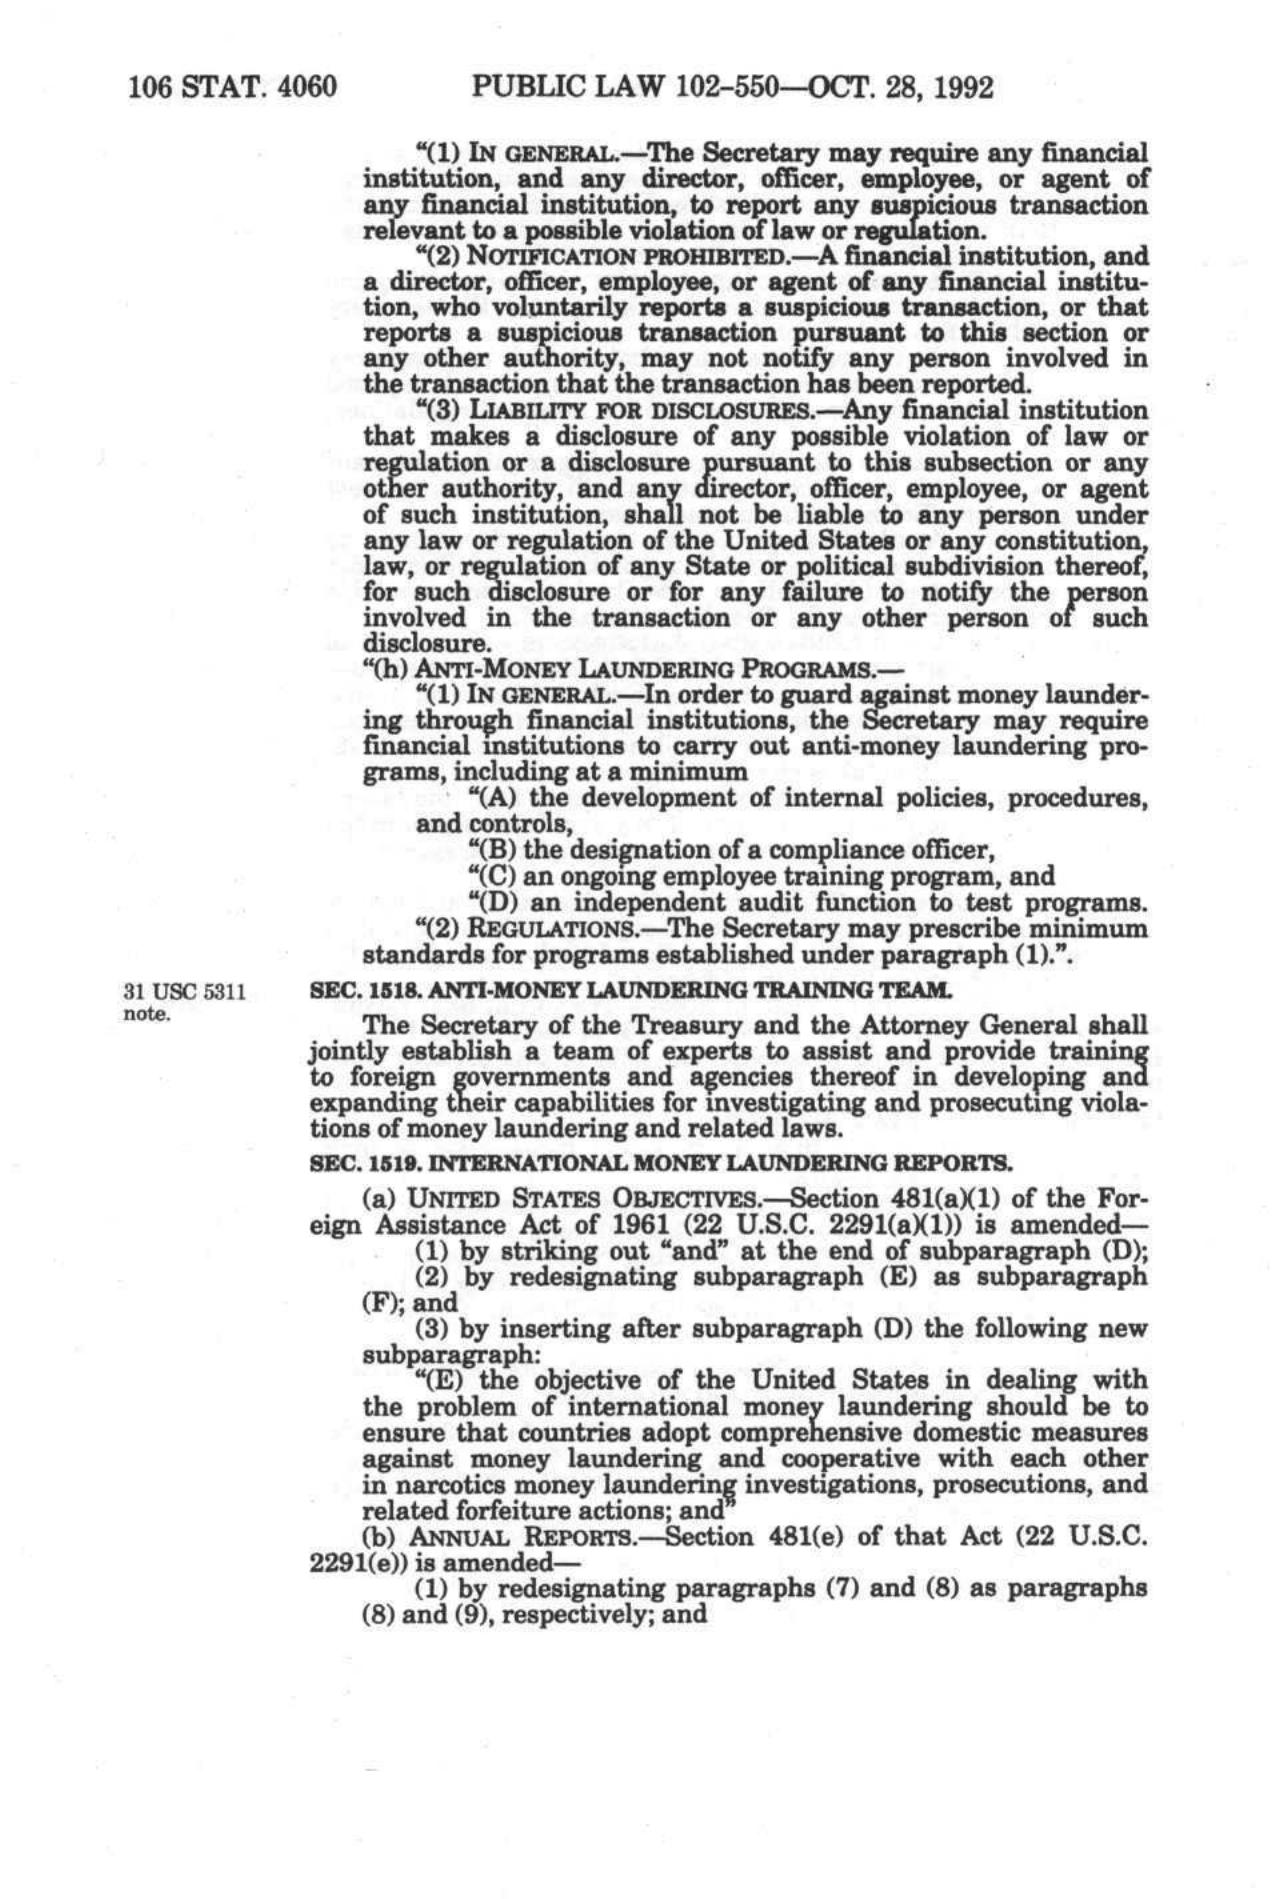 106 STAT. 4060 PUBLIC LAW 102–550—OCT. 28, 1992
“(1) IN GENERAL.—The Secretary may require any financial
institution, and any director, officer, employee, or agent of
any financial institution, to report any suspicious transaction
relevant to a possible violation of law or regulation.
“(2) NOTIFICATION PROHIBITED.—A financial institution, and
a director, officer, employee, or agent of any financial institu-
tion, who voluntarily reports a suspicious transaction, or that
reports a suspicious transaction pursuant to this section or
any other authority, may not notify any person involved in
the transaction that the transaction has been reported.
“(3) LIABILITY FOR DISCLOSURES.—Any financial institution
that makes a disclosure of any possible violation of law or
regulation or a disclosure pursuant to this subsection or any
other authority, and any director, officer, employee, or agent
of such institution, shall not be liable to any person under
any law or regulation of the United States or any constitution,
law, or regulation of any State or political subdivision thereof,
for such disclosure or for any failure to notify the person
involved in the transaction or any other person of such
disclosure.
“(h) ANTI-MONEY LAUNDERING PROGRAMS.—
“(1) IN GENERAL.—In order to guard against money launder-
ing through financial institutions, the Secretary may require
financial institutions to carry out anti-money laundering pro-
grams, including at a minimum
“(A) the development of internal policies, procedures,
and controls,
“(B) the designation of a compliance officer,
“(C) an ongoing employee training program, and
“(D) an independent audit function to test programs.
“(2) REGULATIONS.—The Secretary may prescribe minimum
standards for programs established under paragraph (1).”.
31 USC 5311
note.
SEC. 1518. ANTI-MONEY LAUNDERING TRAINING TEAM.
The Secretary of the Treasury and the Attorney General shall
jointly establish a team of experts to assist and provide training
to foreign governments and agencies thereof in developing and
expanding their capabilities for investigating and prosecuting viola-
tions of money laundering and related laws.
SEC. 1519. INTERNATIONAL MONEY LAUNDERING REPORTS.
(a) UNITED STATES OBJECTIVES.—Section 481(a)(1) of the For-
eign Assistance Act of 1961 (22 U.S.C. 2291(a)(1)) is amended—
(1) by striking out “and” at the end of subparagraph (D);
(2) by redesignating subparagraph (E) as subparagraph
(F); and
(3) by inserting after subparagraph (D) the following new
subparagraph:
“(E) the objective of the United States in dealing with
the problem of international money laundering should be to
ensure that countries adopt comprehensive domestic measures
against money laundering and cooperative with each other
in narcotics money laundering investigations, prosecutions, and
related forfeiture actions; and”
(b) ANNUAL REPORTS.—Section 481(e) of that Act (22 U.S.C.
2291(e)) is amended—
(1) by redesignating paragraphs (7) and (8) as paragraphs
(8) and (9), respectively; and